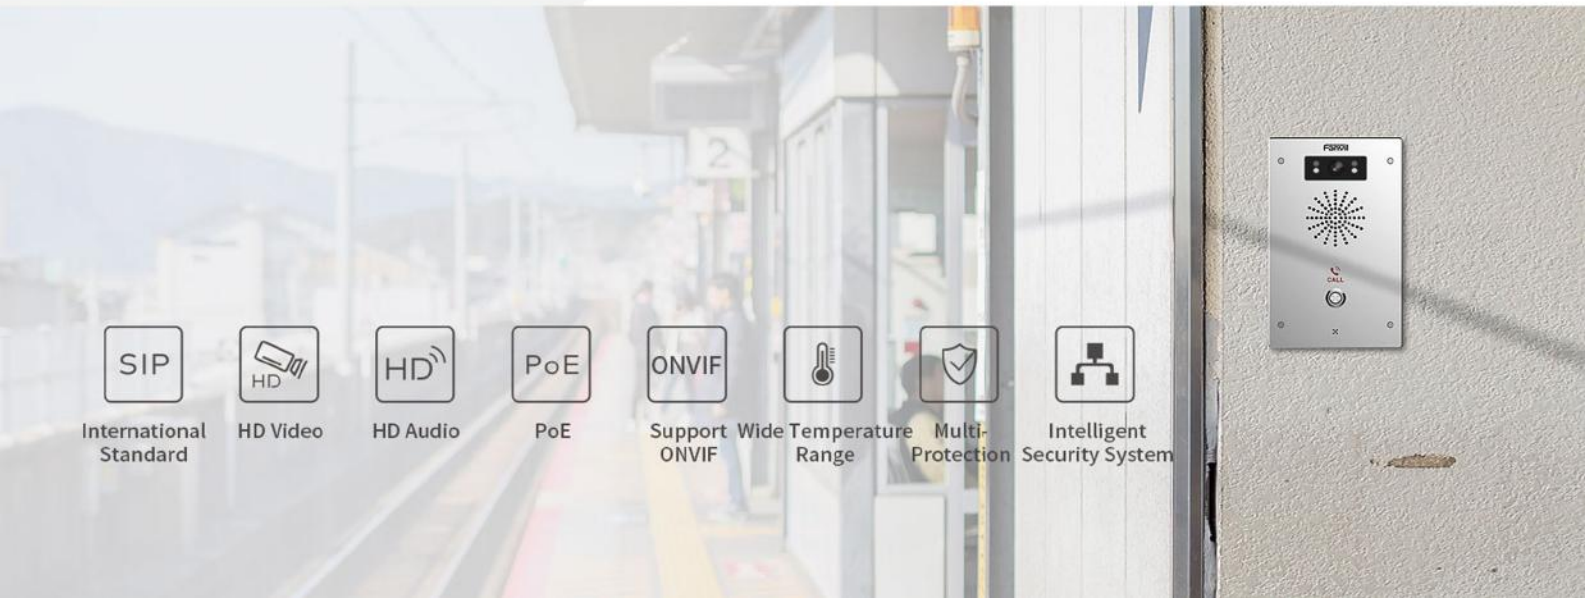 Fanvil
2
CALL
SIP
HD
HD
PoE
ONVIF
International
Standard
HD Video
HD Audio
PoE
Support
ONVIF
Wide Temperature
Range
Multi-
Protection
Intelligent
Security System